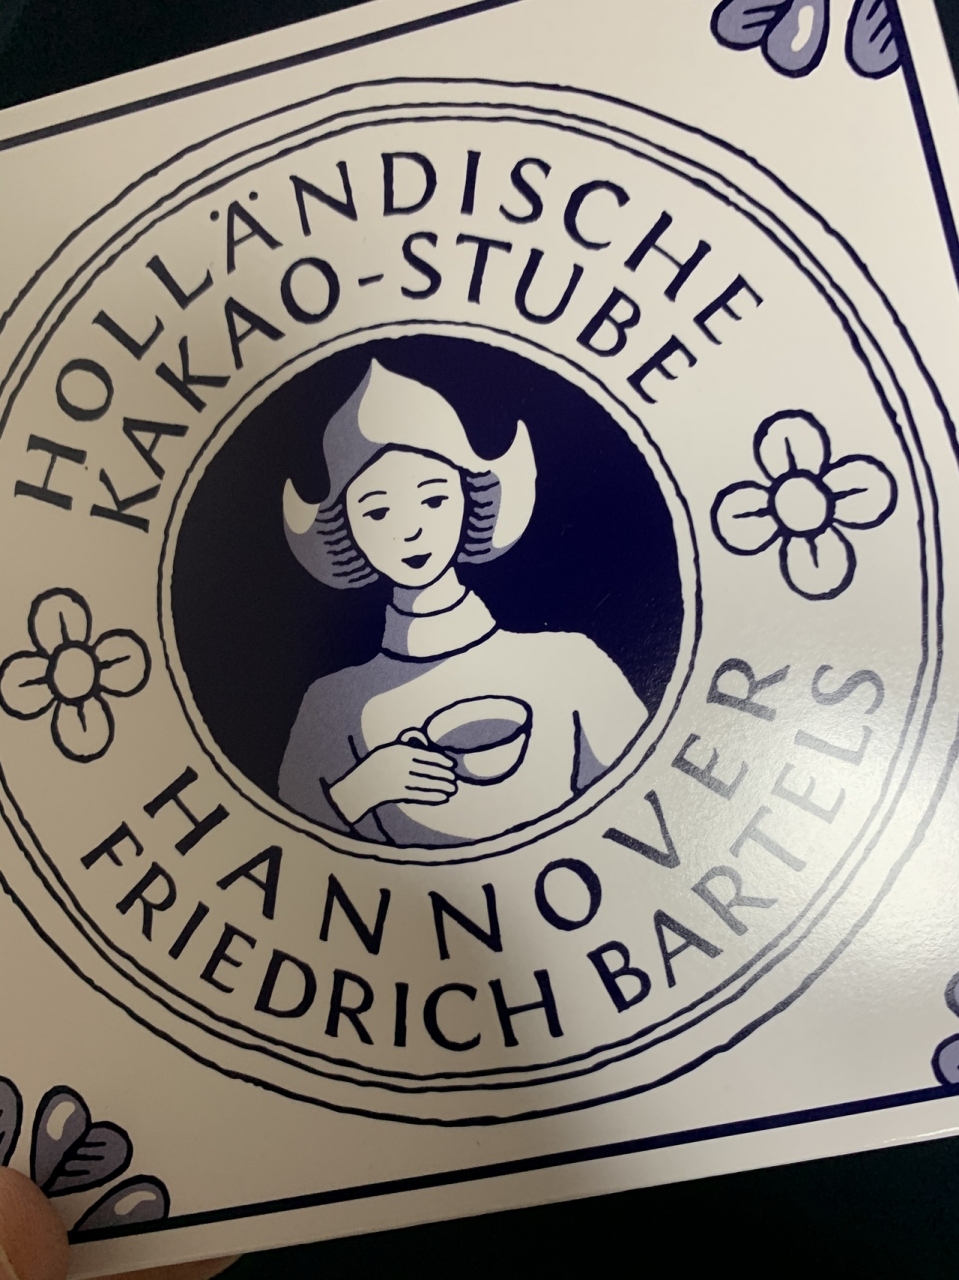 HOLLÄNDISCHE
KAKAO-STUBE
HANNOVER
FRIEDRICH BARTELS